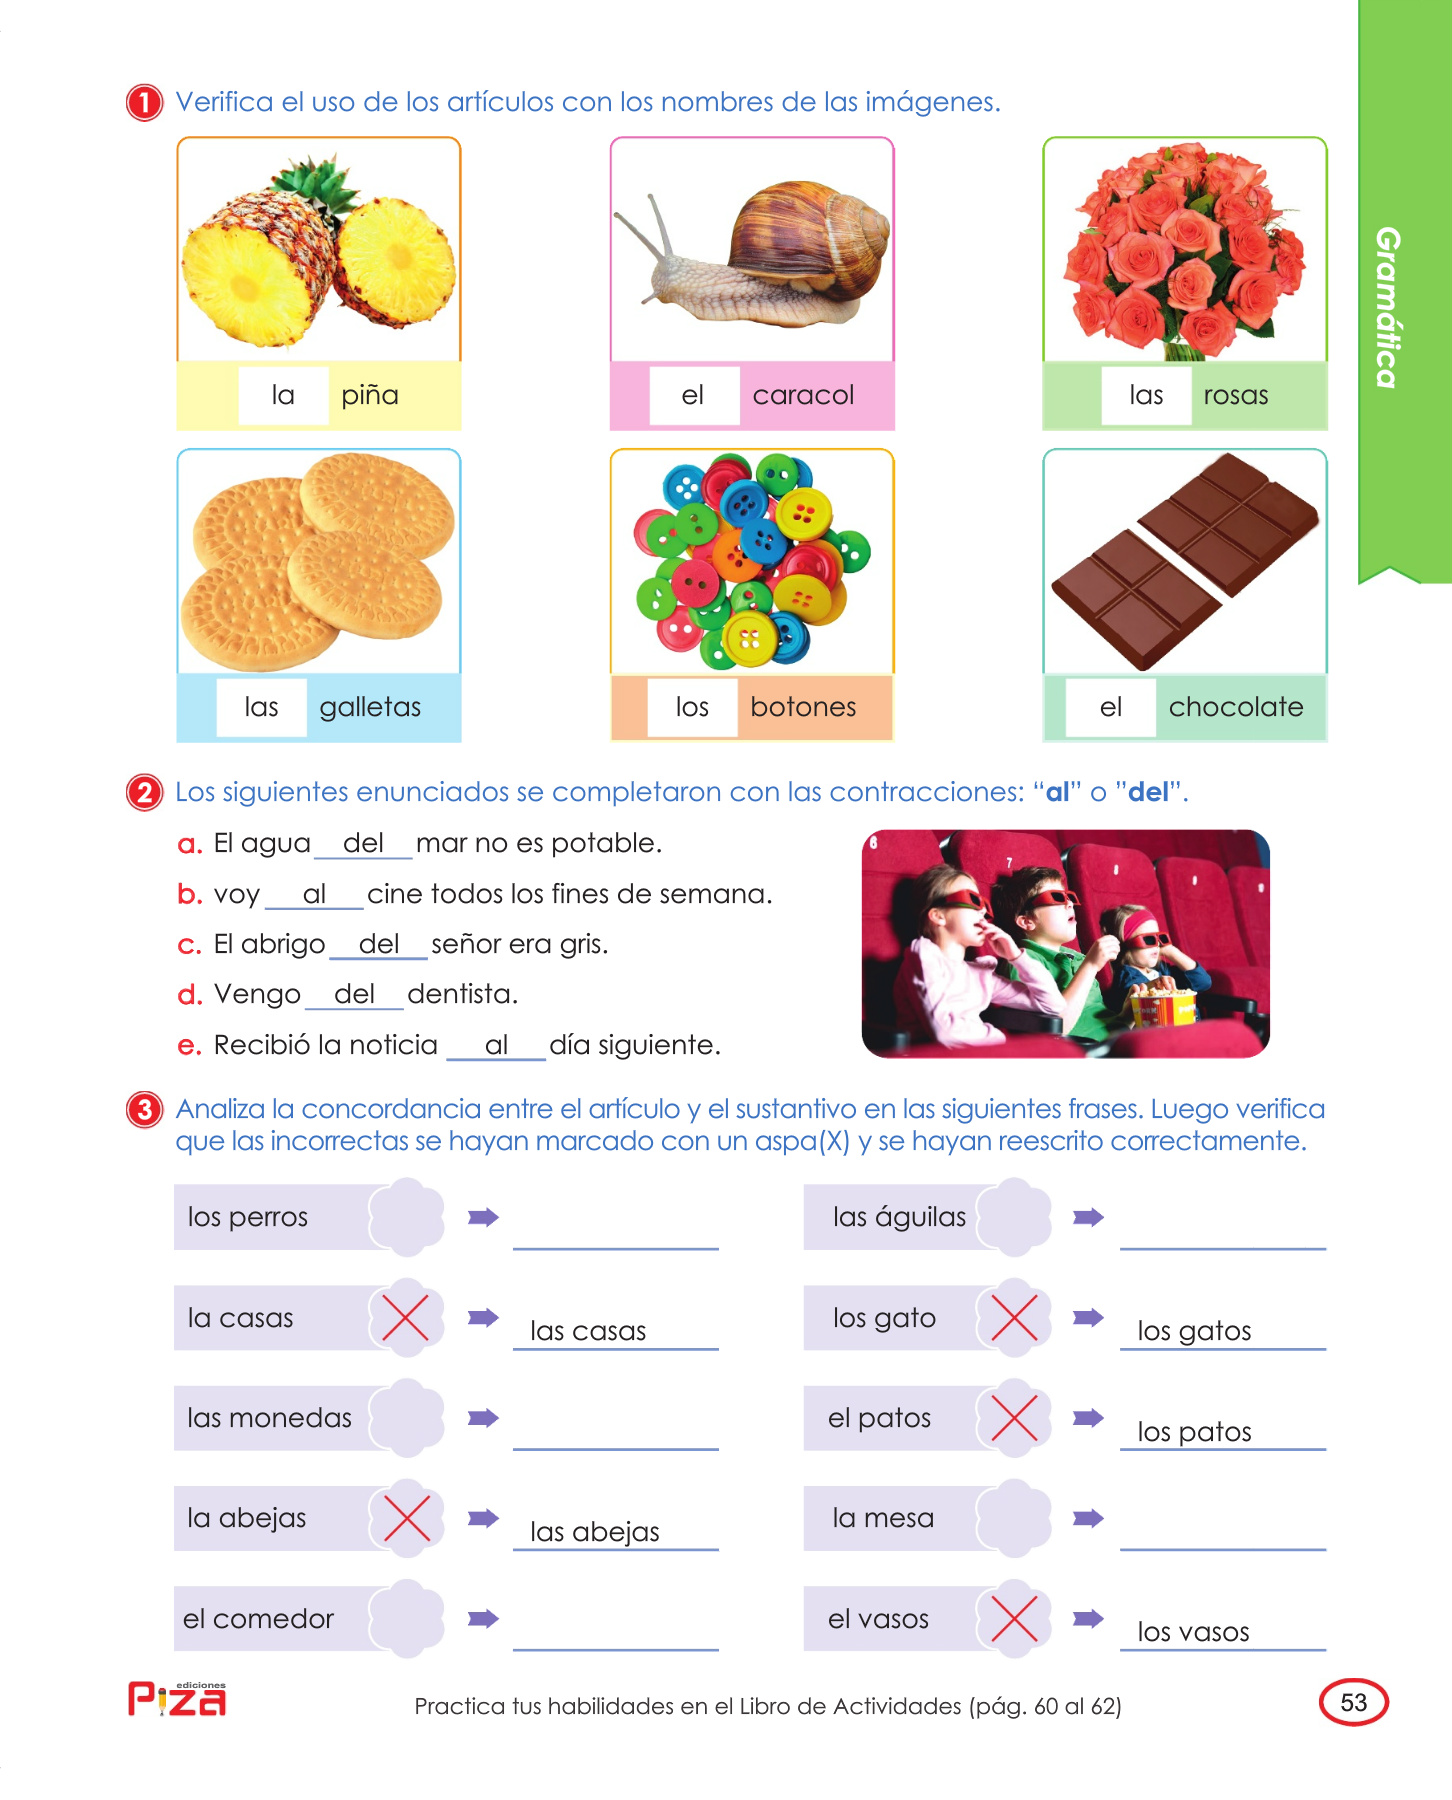 Gramática
1 Verifica el uso de los artículos con los nombres de las imágenes.
la piña
el caracol
las rosas
las galletas
los botones
el chocolate
2 Los siguientes enunciados se completaron con las contracciones: “al” o ”del”.
a. El agua del mar no es potable.
b. voy al cine todos los fines de semana.
c. El abrigo del señor era gris.
d. Vengo del dentista.
e. Recibió la noticia al día siguiente.
6
7
8
9
3 Analiza la concordancia entre el artículo y el sustantivo en las siguientes frases. Luego verifica
que las incorrectas se hayan marcado con un aspa(X) y se hayan reescrito correctamente.
los perros
las águilas
la casas las casas
los gato los gatos
las monedas
el patos los patos
la abejas las abejas
la mesa
el comedor
el vasos los vasos
ediciones
Piza
Practica tus habilidades en el Libro de Actividades (pág. 60 al 62)
53